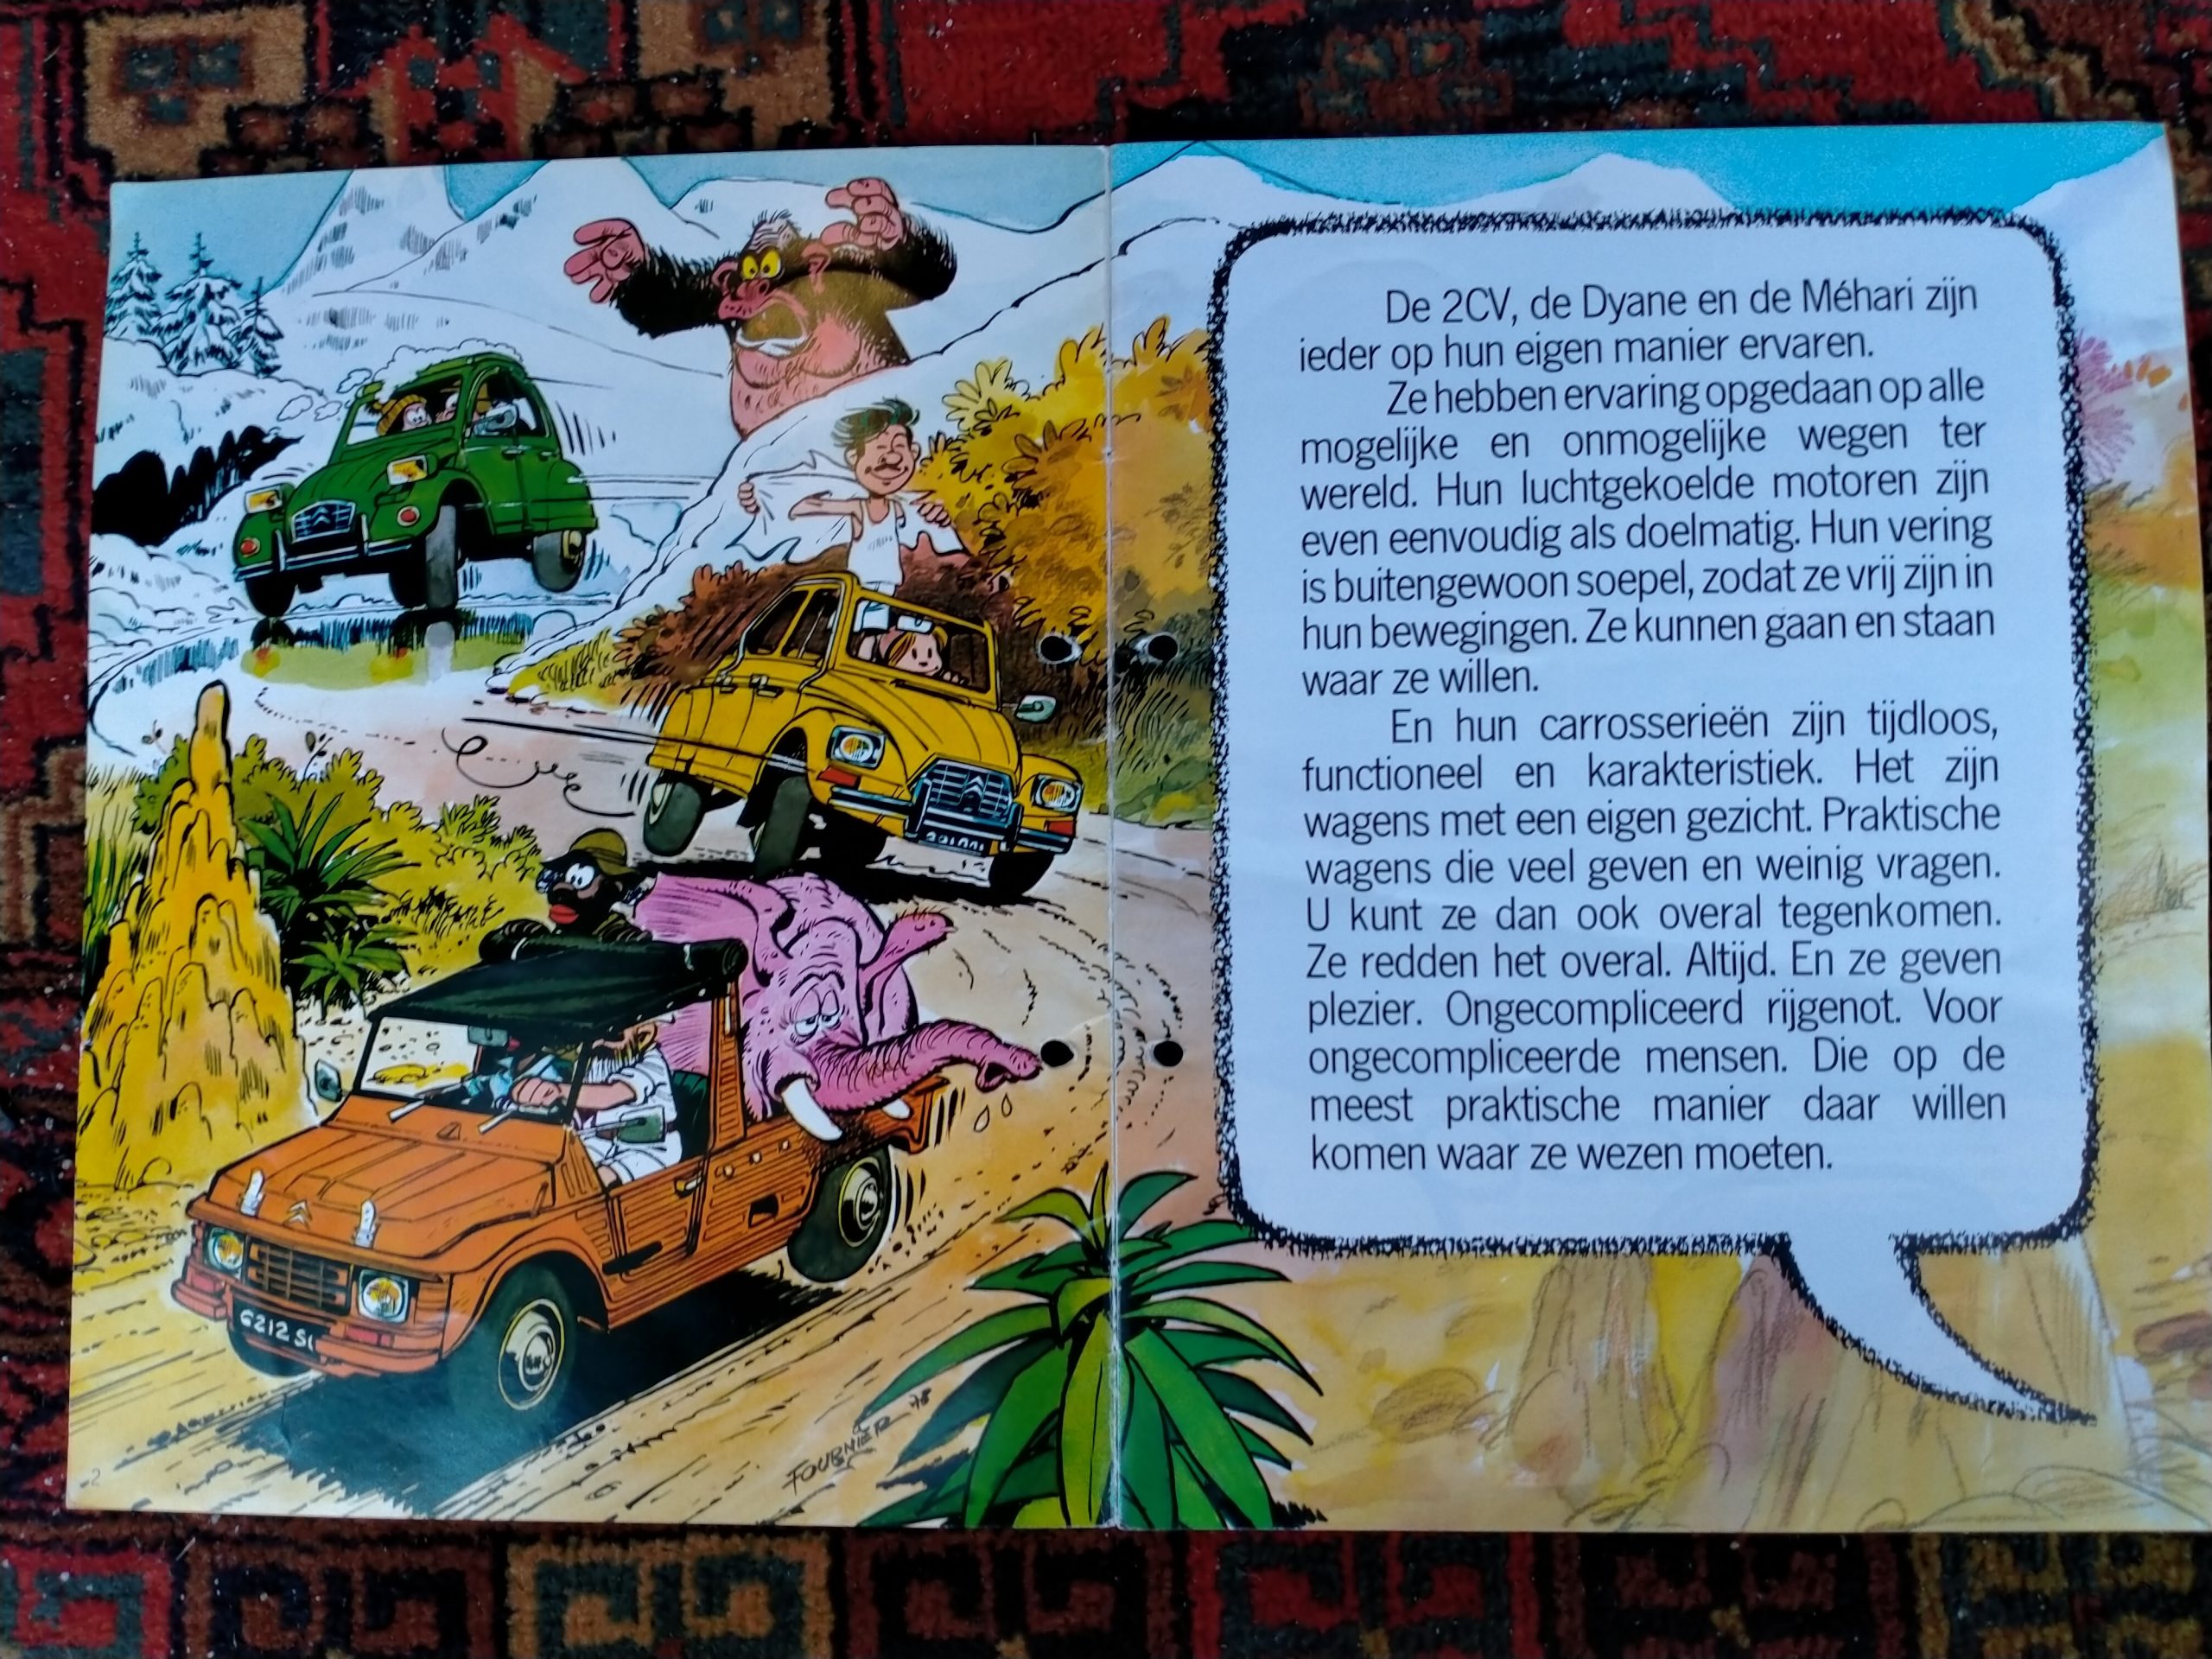 De 2CV, de Dyane en de Méhari zijn
ieder op hun eigen manier ervaren.
Ze hebben ervaring opgedaan op alle
mogelijke en onmogelijke wegen ter
wereld. Hun luchtgekoelde motoren zijn
even eenvoudig als doelmatig. Hun vering
is buitengewoon soepel, zodat ze vrij zijn in
hun bewegingen. Ze kunnen gaan en staan
waar ze willen.
En hun carrosserieën zijn tijdloos,
functioneel en karakteristiek. Het zijn
wagens met een eigen gezicht. Praktische
wagens die veel geven en weinig vragen.
U kunt ze dan ook overal tegenkomen.
Ze redden het overal. Altijd. En ze geven
plezier. Ongecompliceerd rijgenot. Voor
ongecompliceerde mensen. Die op de
meest praktische manier daar willen
komen waar ze wezen moeten.
6212 S
FOURNIER '78
2